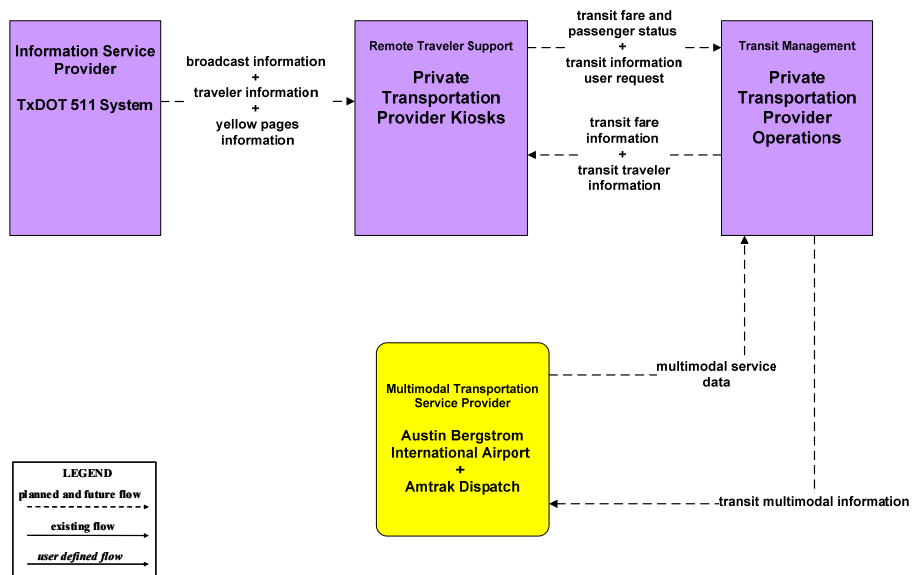 Information Service
Provider
TxDOT 511 System
broadcast information
+
traveler information
+
yellow pages
information
Remote Traveler Support
Private
Transportation
Provider Kiosks
transit fare and
passenger status
+
transit information
user request
transit fare
information
+
transit traveler
information
Transit Management
Private
Transportation
Provider
Operations
Multimodal Transportation
Service Provider
Austin Bergstrom
International Airport
+
Amtrak Dispatch
multimodal service
data
transit multimodal information
LEGEND
planned and future flow
existing flow
user defined flow